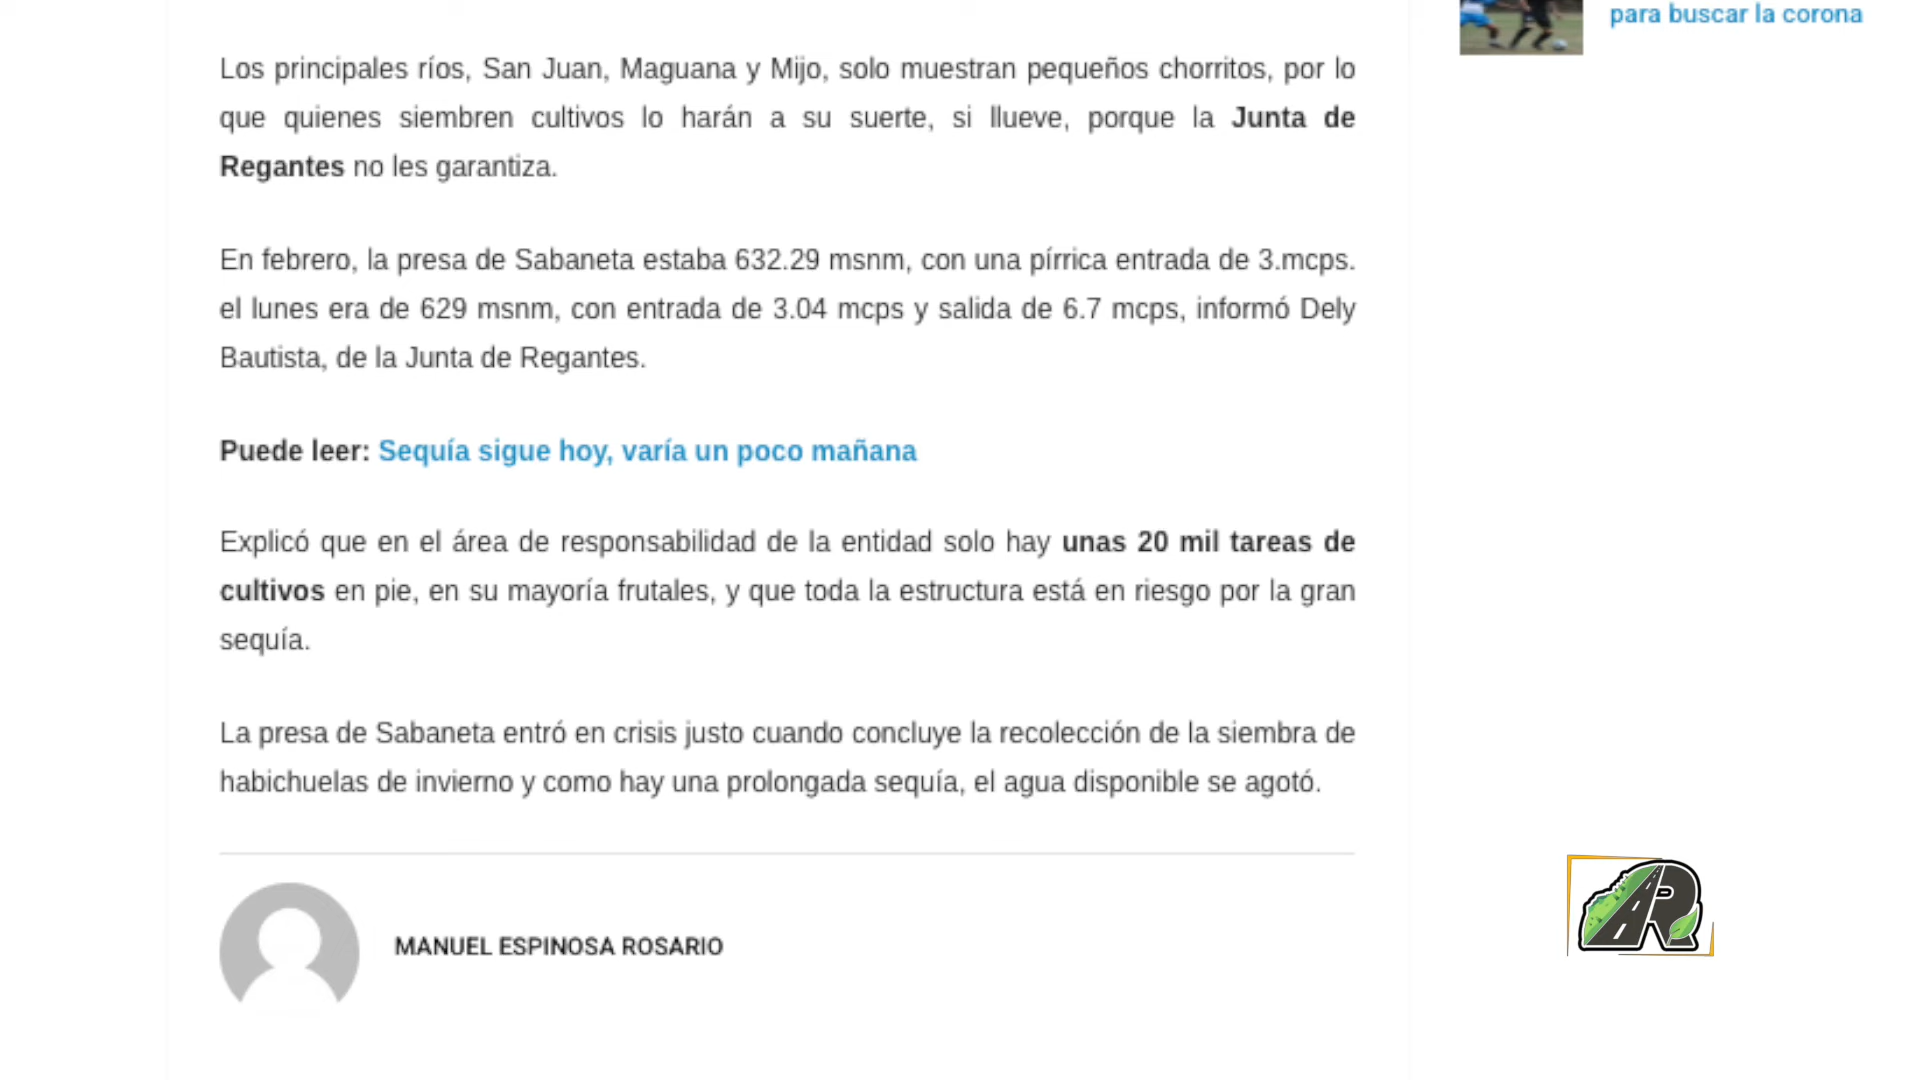 para buscar la corona
Los principales ríos, San Juan, Maguana y Mijo, solo muestran pequeños chorritos, por lo
que quienes siembren cultivos lo harán a su suerte, si llueve, porque la Junta de
Regantes no les garantiza.
En febrero, la presa de Sabaneta estaba 632.29 msnm, con una pírrica entrada de 3.mcps.
el lunes era de 629 msnm, con entrada de 3.04 mcps y salida de 6.7 mcps, informó Dely
Bautista, de la Junta de Regantes.
Puede leer: Sequía sigue hoy, varía un poco mañana
Explicó que en el área de responsabilidad de la entidad solo hay unas 20 mil tareas de
cultivos en pie, en su mayoría frutales, y que toda la estructura está en riesgo por la gran
sequía.
La presa de Sabaneta entró en crisis justo cuando concluye la recolección de la siembra de
habichuelas de invierno y como hay una prolongada sequía, el agua disponible se agotó.
MANUEL ESPINOSA ROSARIO
AR